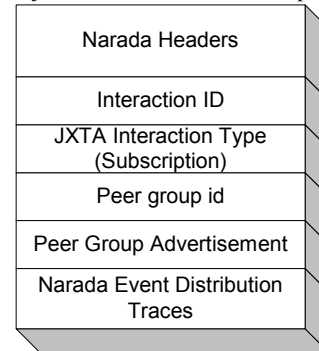 Narada Headers
Interaction ID
JXTA Interaction Type
(Subscription)
Peer group id
Peer Group Advertisement
Narada Event Distribution
Traces